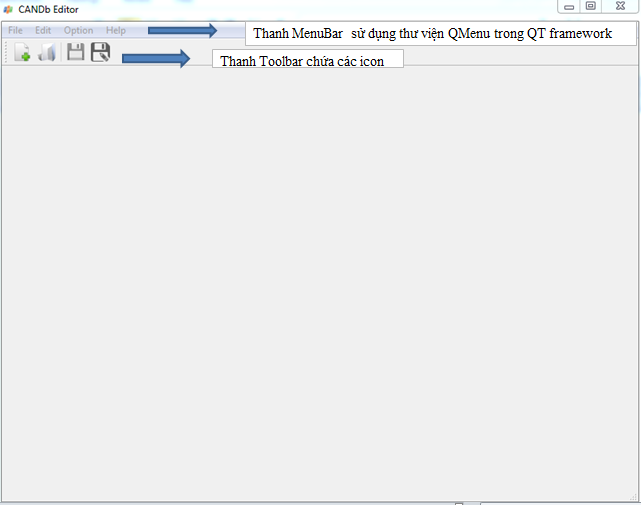 CANDb Editor
File Edit Option Help
Thanh MenuBar sử dụng thư viện QMenu trong QT framework
Thanh Toolbar chứa các icon